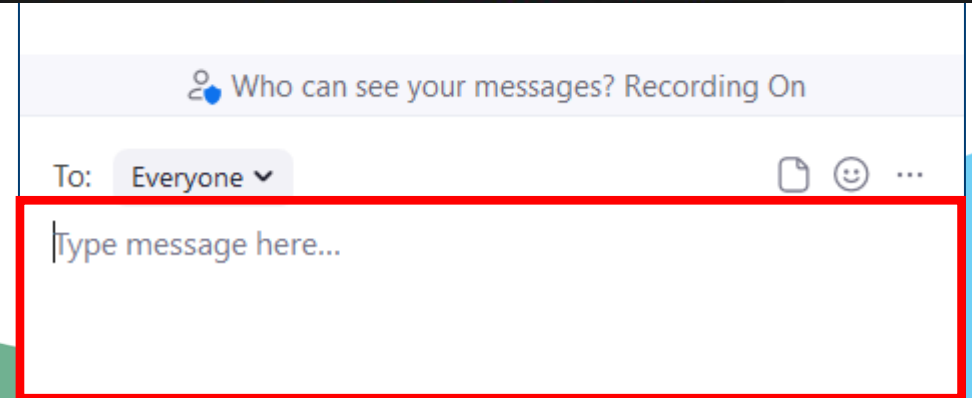 Who can see your messages? Recording On
To: Everyone
Type message here...